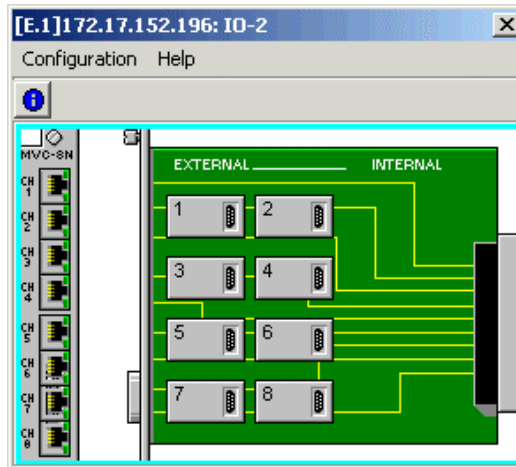 [E.1]172.17.152.196: IO-2
Configuration Help
MVC-8N
EXTERNAL INTERNAL
CH 1
CH 2
CH 3
CH 4
CH 5
CH 6
CH 7
CH 8
1 2
3 4
5 6
7 8